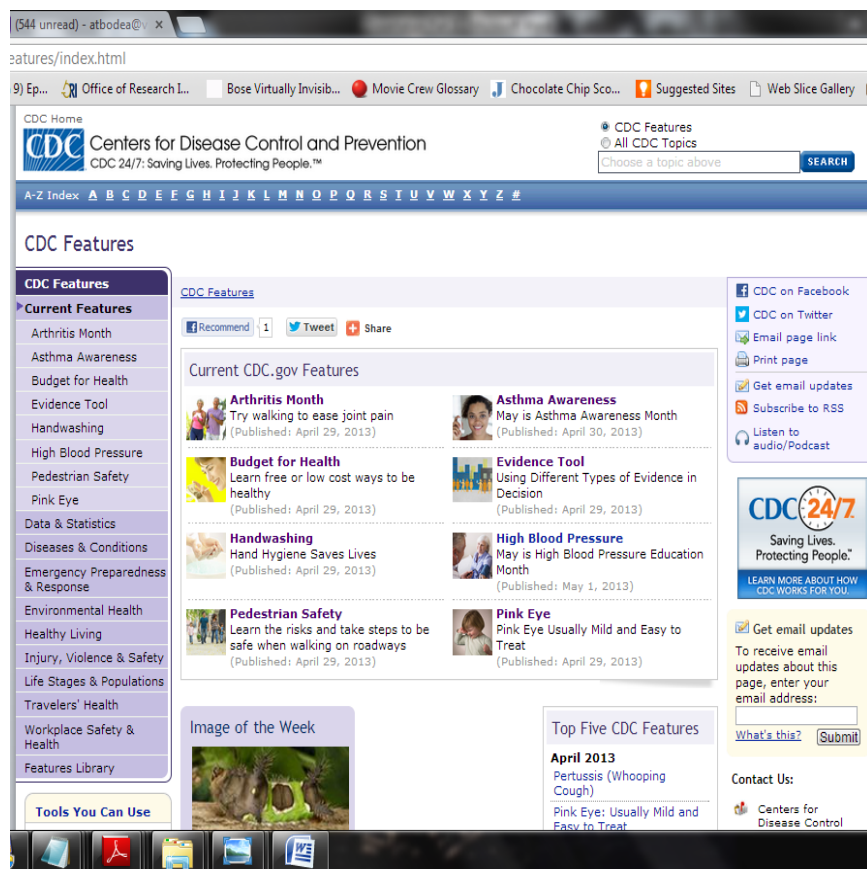 (544 unread) - atbodea@v
eatures/index.html
9) Ep... Office of Research I... Bose Virtually Invisib... Movie Crew Glossary Chocolate Chip Sco... Suggested Sites Web Slice Gallery
CDC Home
CDC
Centers for Disease Control and Prevention
CDC 24/7: Saving Lives. Protecting People.™
CDC Features
All CDC Topics
Choose a topic above
SEARCH
A-Z Index A B C D E F G H I J K L M N O P Q R S T U V W X Y Z #
CDC Features
CDC Features
Current Features
Arthritis Month
Asthma Awareness
Budget for Health
Evidence Tool
Handwashing
High Blood Pressure
Pedestrian Safety
Pink Eye
Data & Statistics
Diseases & Conditions
Emergency Preparedness
& Response
Environmental Health
Healthy Living
Injury, Violence & Safety
Life Stages & Populations
Travelers' Health
Workplace Safety &
Health
Features Library
Tools You Can Use
CDC Features
Recommend 1 Tweet Share
Current CDC.gov Features
Arthritis Month
Try walking to ease joint pain
(Published: April 29, 2013)
Asthma Awareness
May is Asthma Awareness Month
(Published: April 30, 2013)
Budget for Health
Learn free or low cost ways to be
healthy
(Published: April 29, 2013)
Evidence Tool
Using Different Types of Evidence in
Decision
(Published: April 29, 2013)
Handwashing
Hand Hygiene Saves Lives
(Published: April 29, 2013)
High Blood Pressure
May is High Blood Pressure Education
Month
(Published: May 1, 2013)
Pedestrian Safety
Learn the risks and take steps to be
safe when walking on roadways
(Published: April 29, 2013)
Pink Eye
Pink Eye Usually Mild and Easy to
Treat
(Published: April 29, 2013)
Image of the Week
Top Five CDC Features
April 2013
Pertussis (Whooping
Cough)
Pink Eye: Usually Mild and
Easy to Treat
CDC on Facebook
CDC on Twitter
Email page link
Print page
Get email updates
Subscribe to RSS
Listen to
audio/Podcast
CDC 24/7
Saving Lives.
Protecting People.™
LEARN MORE ABOUT HOW
CDC WORKS FOR YOU.
Get email updates
To receive email
updates about this
page, enter your
email address:
What's this? Submit
Contact Us:
Centers for
Disease Control